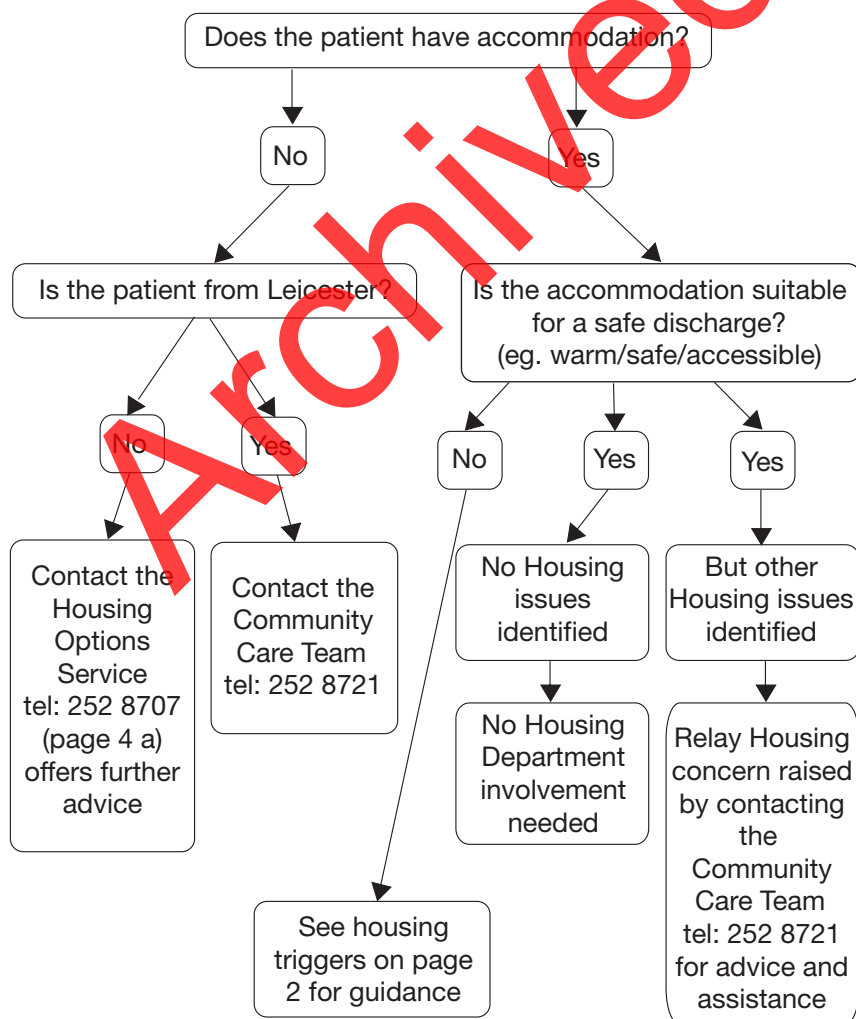 Does the patient have accommodation?
No
Yes
Is the patient from Leicester?
Is the accommodation suitable
for a safe discharge?
(eg. warm/safe/accessible)
No
Yes
No
Yes
Yes
Contact the
Housing
Options
Service
tel: 252 8707
(page 4 a)
offers further
advice
Contact the
Community
Care Team
tel: 252 8721
No Housing
issues
identified
But other
Housing issues
identified
No Housing
Department
involvement
needed
Relay Housing
concern raised
by contacting
the
Community
Care Team
tel: 252 8721
for advice and
assistance
See housing
triggers on page
2 for guidance
Archived